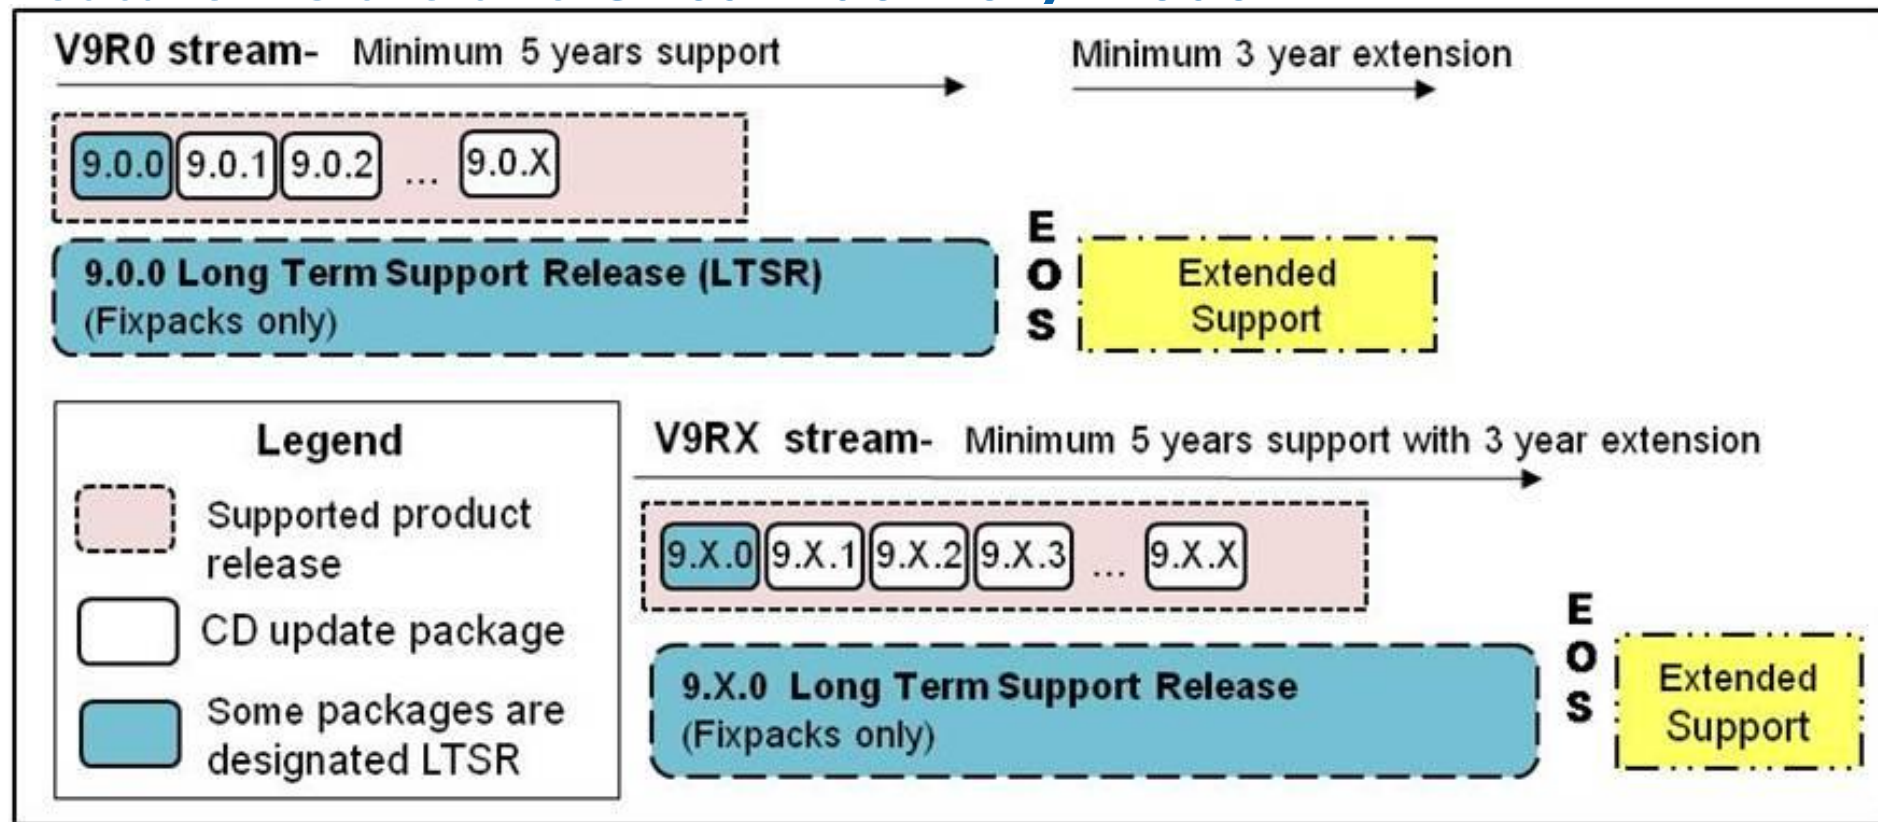 V9R0 stream- Minimum 5 years support
Minimum 3 year extension
9.0.0 9.0.1 9.0.2 ... 9.0.X
9.0.0 Long Term Support Release (LTSR)
(Fixpacks only)
E
O
S
Extended
Support
Legend
Supported product
release
CD update package
Some packages are
designated LTSR
V9RX stream- Minimum 5 years support with 3 year extension
9.X.0 9.X.1 9.X.2 9.X.3 ... 9.X.X
9.X.0 Long Term Support Release
(Fixpacks only)
E
O
S
Extended
Support